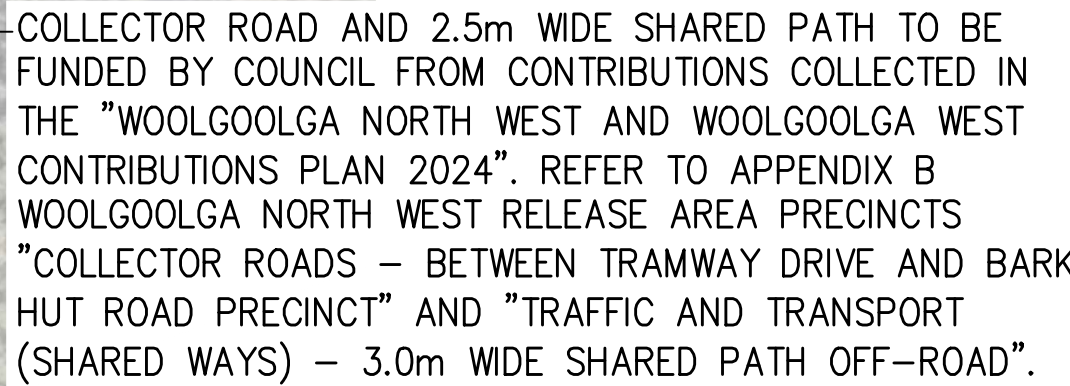 COLLECTOR ROAD AND 2.5m WIDE SHARED PATH TO BE
FUNDED BY COUNCIL FROM CONTRIBUTIONS COLLECTED IN
THE "WOOLGOOLGA NORTH WEST AND WOOLGOOLGA WEST
CONTRIBUTIONS PLAN 2024". REFER TO APPENDIX B
WOOLGOOLGA NORTH WEST RELEASE AREA PRECINCTS
"COLLECTOR ROADS – BETWEEN TRAMWAY DRIVE AND BARK
HUT ROAD PRECINCT" AND "TRAFFIC AND TRANSPORT
(SHARED WAYS) – 3.0m WIDE SHARED PATH OFF–ROAD".